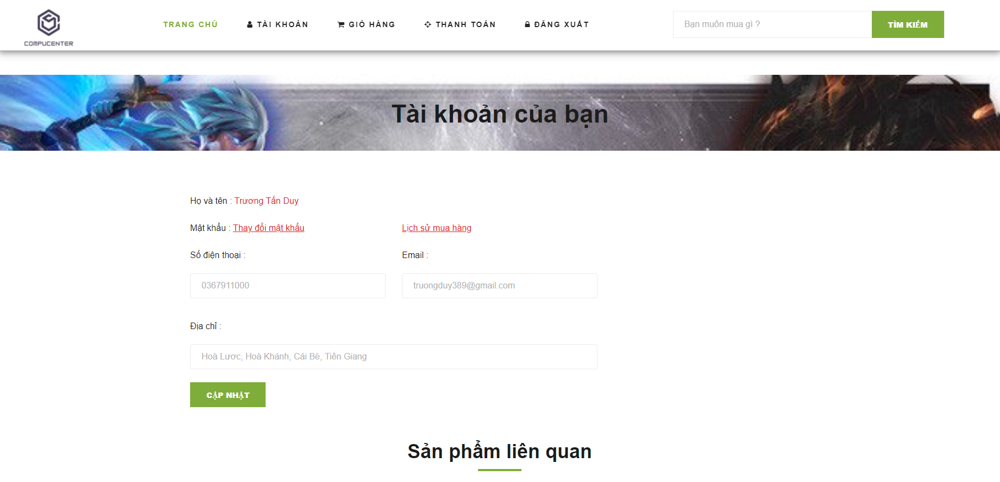 COMPUCENTER
TRANG CHỦ TÀI KHOẢN GIỎ HÀNG THANH TOÁN ĐĂNG XUẤT
Bạn muốn mua gì ? TÌM KIẾM
Tài khoản của bạn
Họ và tên : Trương Tấn Duy
Mật khẩu : Thay đổi mật khẩu Lịch sử mua hàng
Số điện thoại : Email :
0367911000 truongduy389@gmail.com
Địa chỉ :
Hoà Lược, Hoà Khánh, Cái Bè, Tiền Giang
CẬP NHẬT
Sản phẩm liên quan